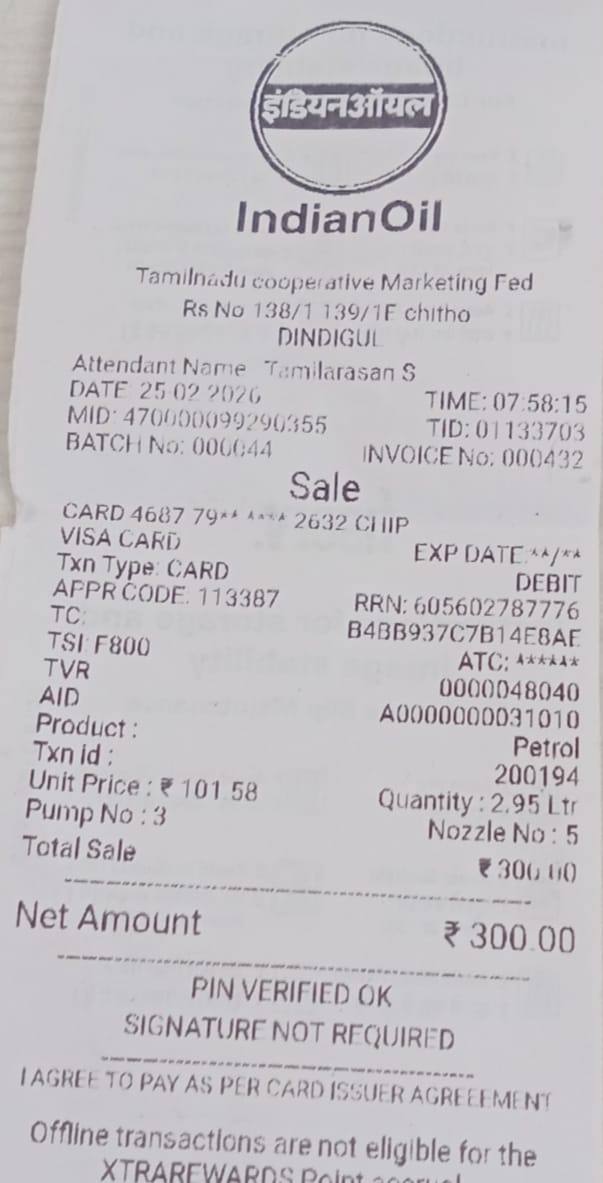 इंडियनऑयल
IndianOil
Tamilnadu cooperative Marketing Fed
Rs No 138/1 139/1F chitho
DINDIGUL
Attendant Name Tamilarasan S
DATE 25 02 2026 TIME: 07:58:15
MID: 470000099290355 TID: 01133703
BATCH No: 000044 INVOICE No: 000432
Sale
CARD 4687 79** **** 2632 CHIP
VISA CARD EXP DATE **/**
Txn Type: CARD DEBIT
APPR CODE: 113387 RRN: 605602787776
TC: B4BB937C7B14E8AE
TSI: F800 ATC: ******
TVR 0000048040
AID A0000000031010
Product : Petrol
Txn id : 200194
Unit Price : ₹ 101.58 Quantity : 2.95 Ltr
Pump No : 3 Nozzle No : 5
Total Sale ₹ 300.00
Net Amount ₹ 300.00
PIN VERIFIED OK
SIGNATURE NOT REQUIRED
I AGREE TO PAY AS PER CARD ISSUER AGREEEMENT
Offline transactions are not eligible for the
XTRAREWARDS Point